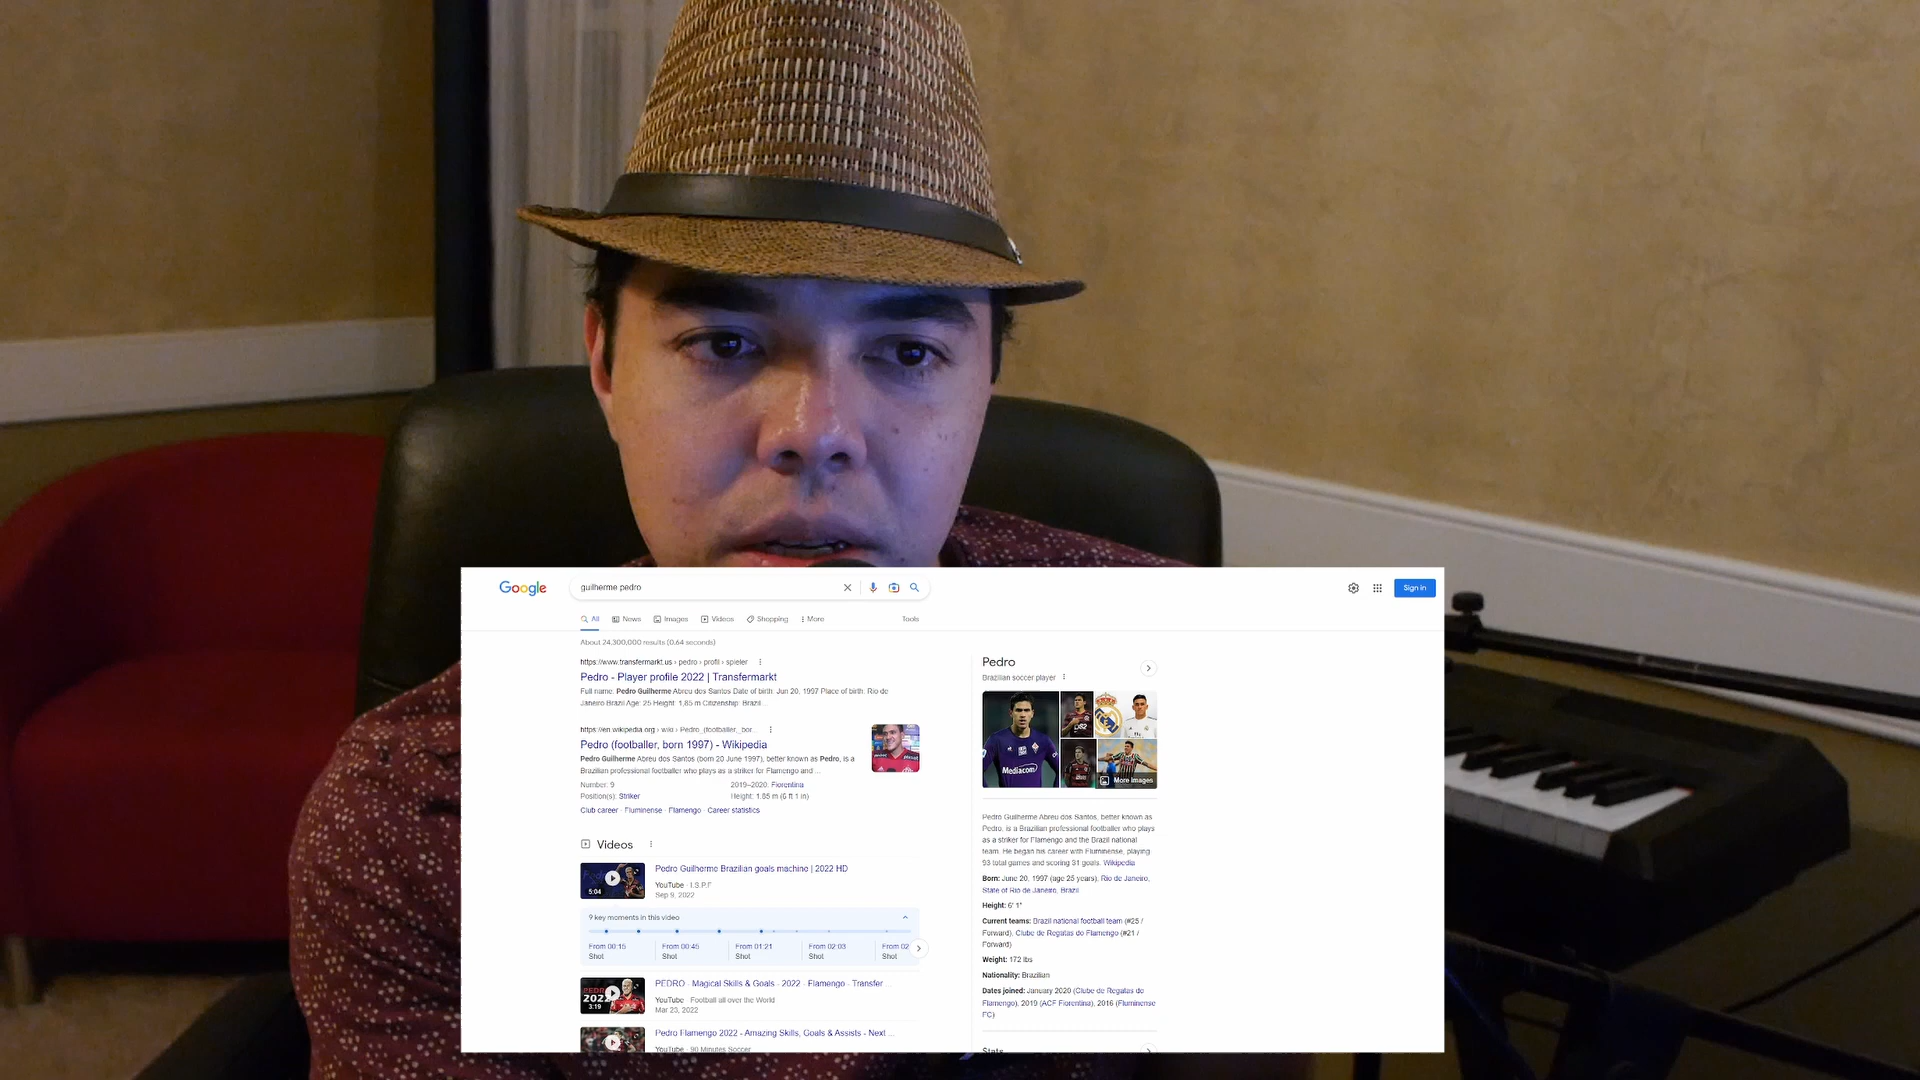 Google
guilherme pedro
Sign in
All
News
Images
Videos
Shopping
More
Tools
About 24,300,000 results (0.64 seconds)
https://www.transfermarkt.us › pedro › profil › spieler
Pedro - Player profile 2022 | Transfermarkt
Full name: Pedro Guilherme Abreu dos Santos Date of birth: Jun 20, 1997 Place of birth: Rio de
Janeiro Brazil Age: 25 Height: 1,85 m Citizenship: Brazil...
https://en.wikipedia.org › wiki › Pedro_(footballer,_bor...
Pedro (footballer, born 1997) - Wikipedia
Pedro Guilherme Abreu dos Santos (born 20 June 1997), better known as Pedro, is a
Brazilian professional footballer who plays as a striker for Flamengo and ...
Number: 9
2019–2020: Fiorentina
Position(s): Striker
Height: 1.85 m (6 ft 1 in)
Club career · Fluminense · Flamengo · Career statistics
Videos
Pedro Guilherme Brazilian goals machine | 2022 HD
5:04
YouTube · I.S.P.F
Sep 9, 2022
9 key moments in this video
From 00:15
Shot
From 00:45
Shot
From 01:21
Shot
From 02:03
Shot
From 02
Shot
PEDRO - Magical Skills & Goals - 2022 - Flamengo - Transfer ...
PEDRO
2022
3:19
YouTube · Football all over the World
Mar 23, 2022
Pedro Flamengo 2022 - Amazing Skills, Goals & Assists - Next ...
YouTube · 90 Minutes Soccer
Pedro
Brazilian soccer player
Mediacom
More images
Pedro Guilherme Abreu dos Santos, better known as
Pedro, is a Brazilian professional footballer who plays
as a striker for Flamengo and the Brazil national
team. He began his career with Fluminense, playing
93 total games and scoring 31 goals. Wikipedia
Born: June 20, 1997 (age 25 years), Rio de Janeiro,
State of Rio de Janeiro, Brazil
Height: 6′ 1″
Current teams: Brazil national football team (#25 /
Forward), Clube de Regatas do Flamengo (#21 /
Forward)
Weight: 172 lbs
Nationality: Brazilian
Dates joined: January 2020 (Clube de Regatas do
Flamengo), 2019 (ACF Fiorentina), 2016 (Fluminense
FC)
Stats